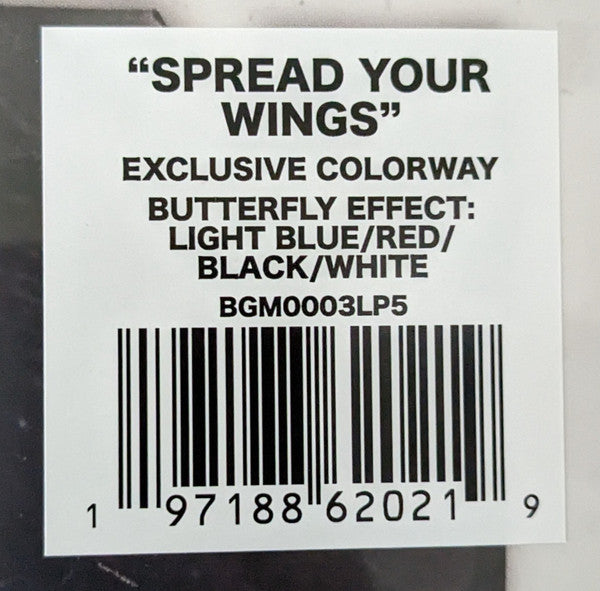 “SPREAD YOUR
WINGS”
EXCLUSIVE COLORWAY
BUTTERFLY EFFECT:
LIGHT BLUE/RED/
BLACK/WHITE
BGM0003LP5
1 97188 62021 9